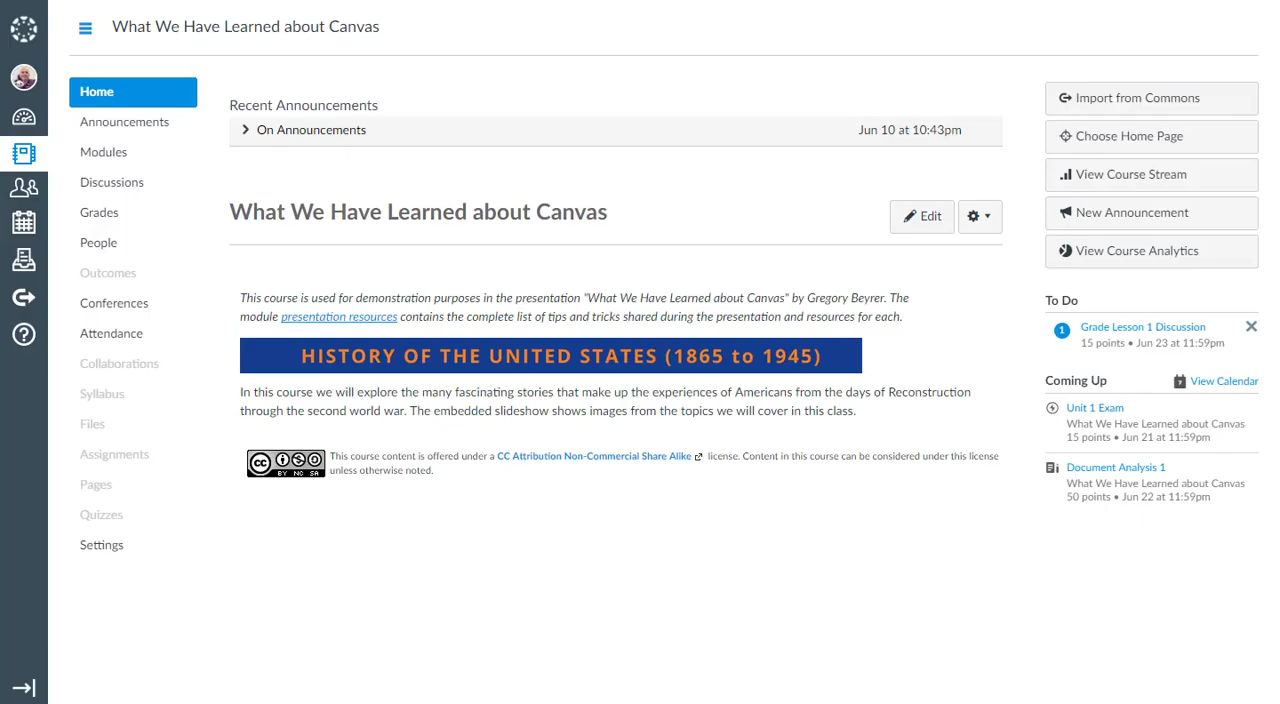 What We Have Learned about Canvas
Home
Announcements
Modules
Discussions
Grades
People
Outcomes
Conferences
Attendance
Collaborations
Syllabus
Files
Assignments
Pages
Quizzes
Settings
Recent Announcements
On Announcements Jun 10 at 10:43pm
What We Have Learned about Canvas
Edit
This course is used for demonstration purposes in the presentation "What We Have Learned about Canvas" by Gregory Beyrer. The
module presentation resources contains the complete list of tips and tricks shared during the presentation and resources for each.
HISTORY OF THE UNITED STATES (1865 to 1945)
In this course we will explore the many fascinating stories that make up the experiences of Americans from the days of Reconstruction
through the second world war. The embedded slideshow shows images from the topics we will cover in this class.
cc BY NC SA
This course content is offered under a CC Attribution Non-Commercial Share Alike license. Content in this course can be considered under this license
unless otherwise noted.
Import from Commons
Choose Home Page
View Course Stream
New Announcement
View Course Analytics
To Do
1 Grade Lesson 1 Discussion
15 points • Jun 23 at 11:59pm
Coming Up View Calendar
Unit 1 Exam
What We Have Learned about Canvas
15 points • Jun 21 at 11:59pm
Document Analysis 1
What We Have Learned about Canvas
50 points • Jun 22 at 11:59pm